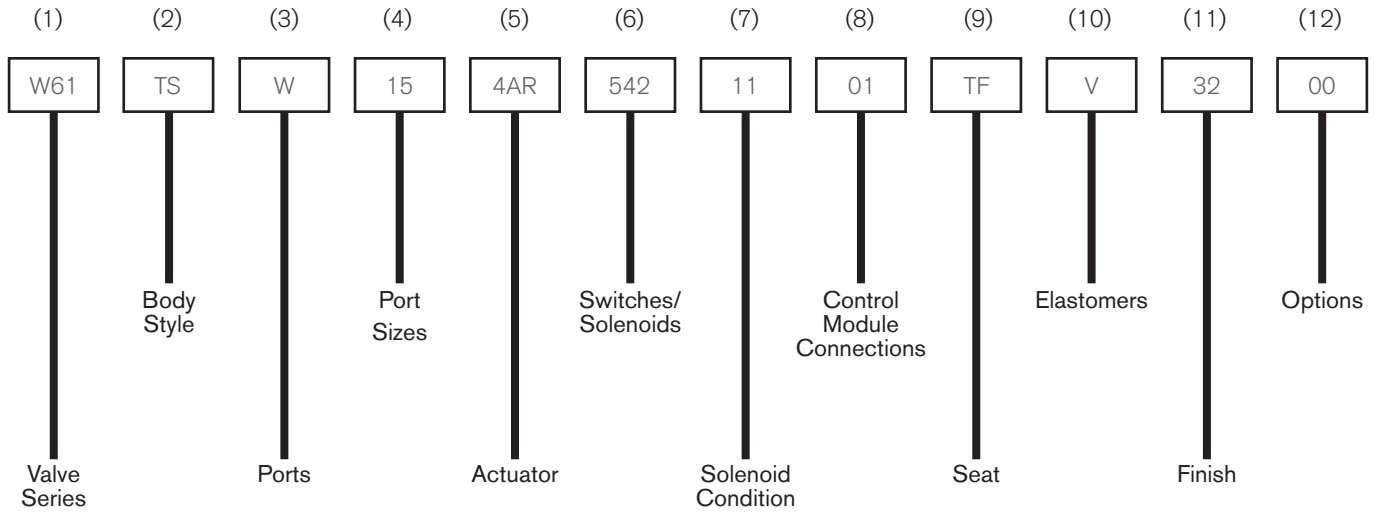 (1) (2) (3) (4) (5) (6) (7) (8) (9) (10) (11) (12)
W61 TS W 15 4AR 542 11 01 TF V 32 00
Body Style
Port Sizes
Switches/ Solenoids
Control Module Connections
Elastomers
Options
Valve Series
Ports
Actuator
Solenoid Condition
Seat
Finish